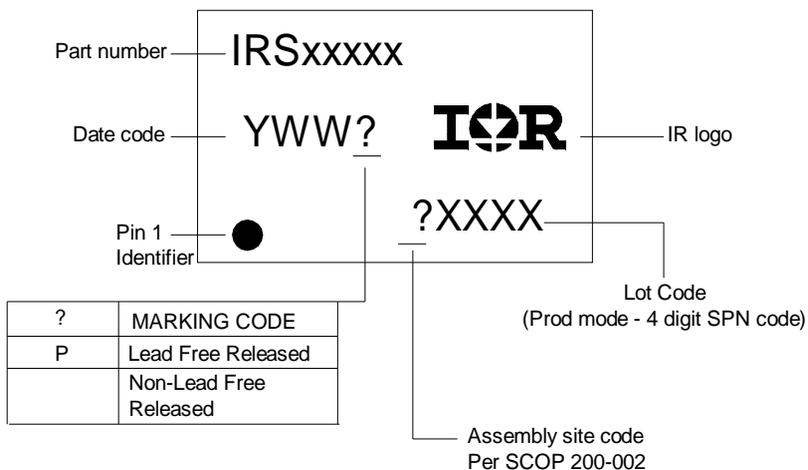 Part number
IRSxxxxx
Date code
YWW?
IOR
IR logo
?XXXX
Pin 1
Identifier
Lot Code
(Prod mode - 4 digit SPN code)
? MARKING CODE
P Lead Free Released
Non-Lead Free
Released
Assembly site code
Per SCOP 200-002